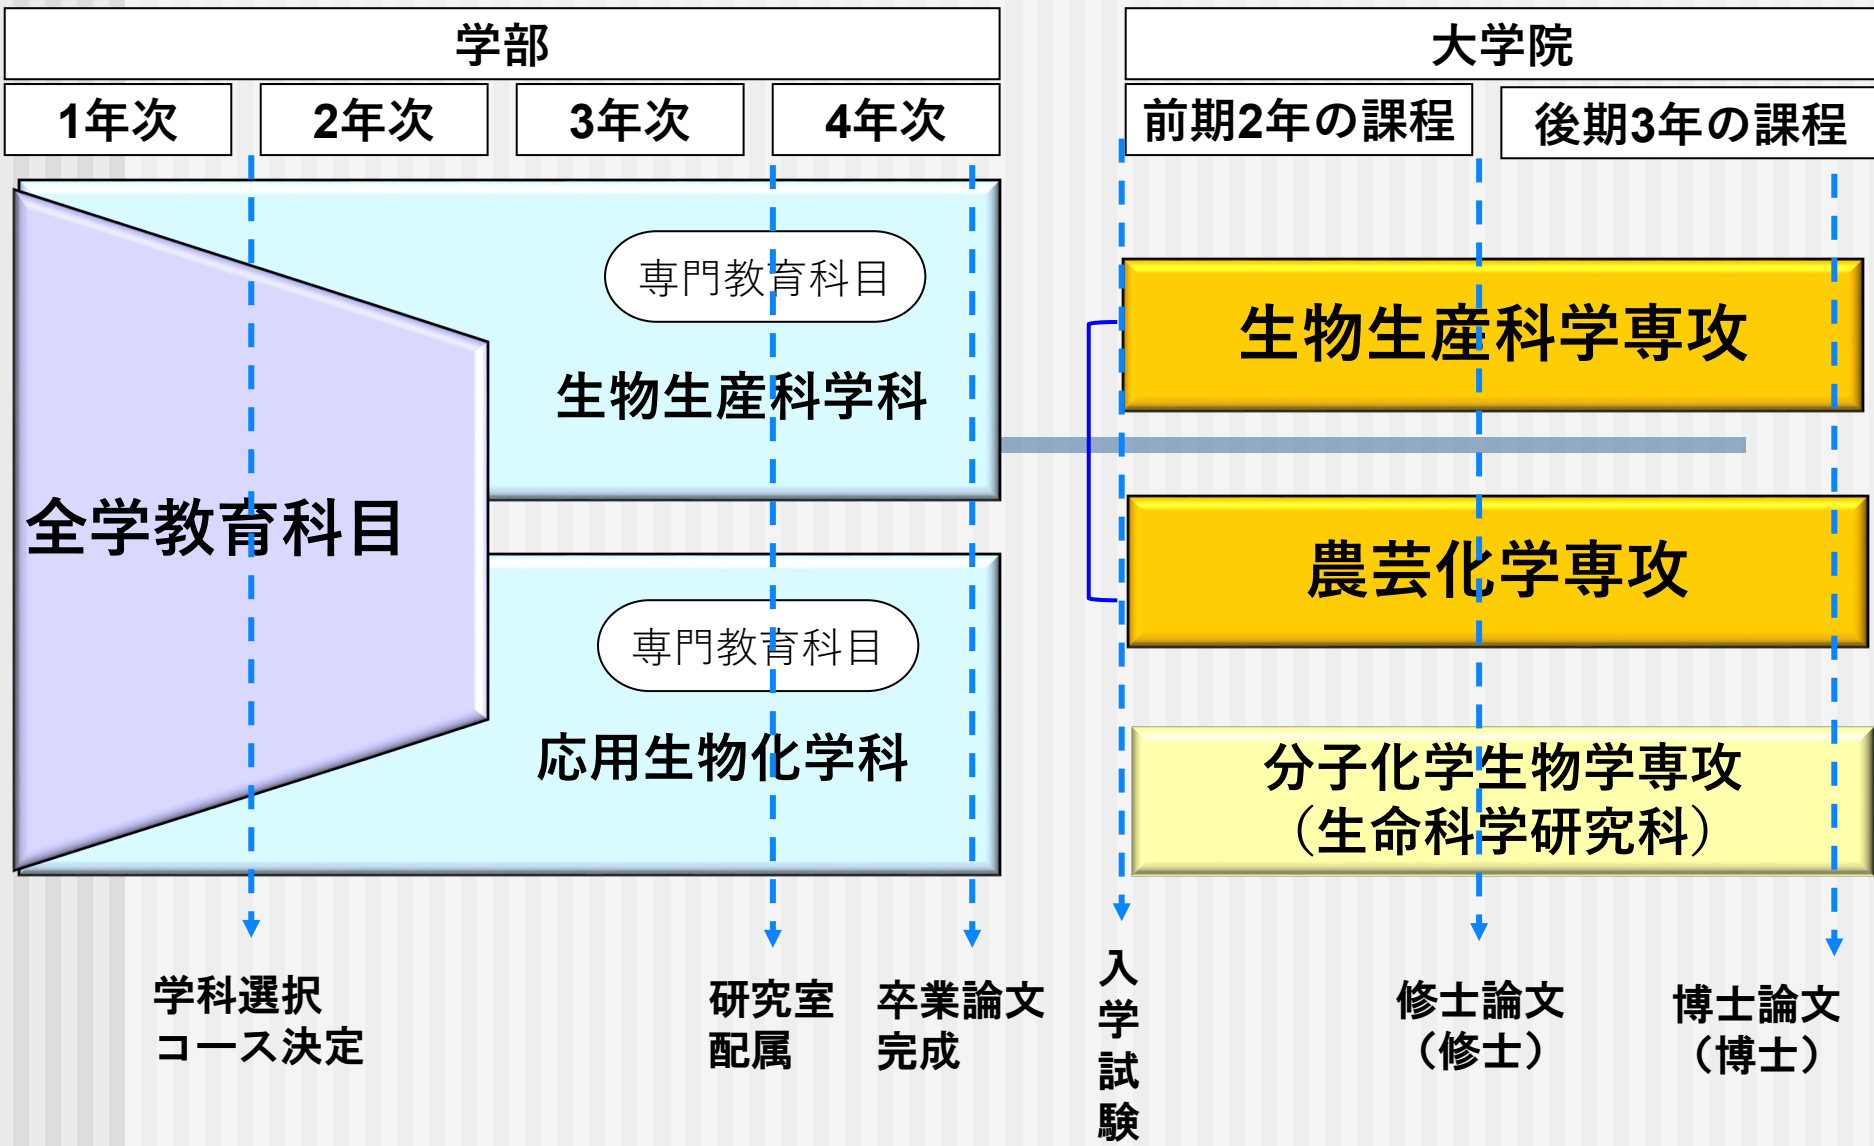 学部
大学院
1年次
2年次
3年次
4年次
前期2年の課程
後期3年の課程
専門教育科目
生物生産科学科
全学教育科目
専門教育科目
応用生物化学科
生物生産科学専攻
農芸化学専攻
分子化学生物学専攻
（生命科学研究科）
学科選択
コース決定
研究室
配属
卒業論文
完成
入学試験
修士論文
（修士）
博士論文
（博士）